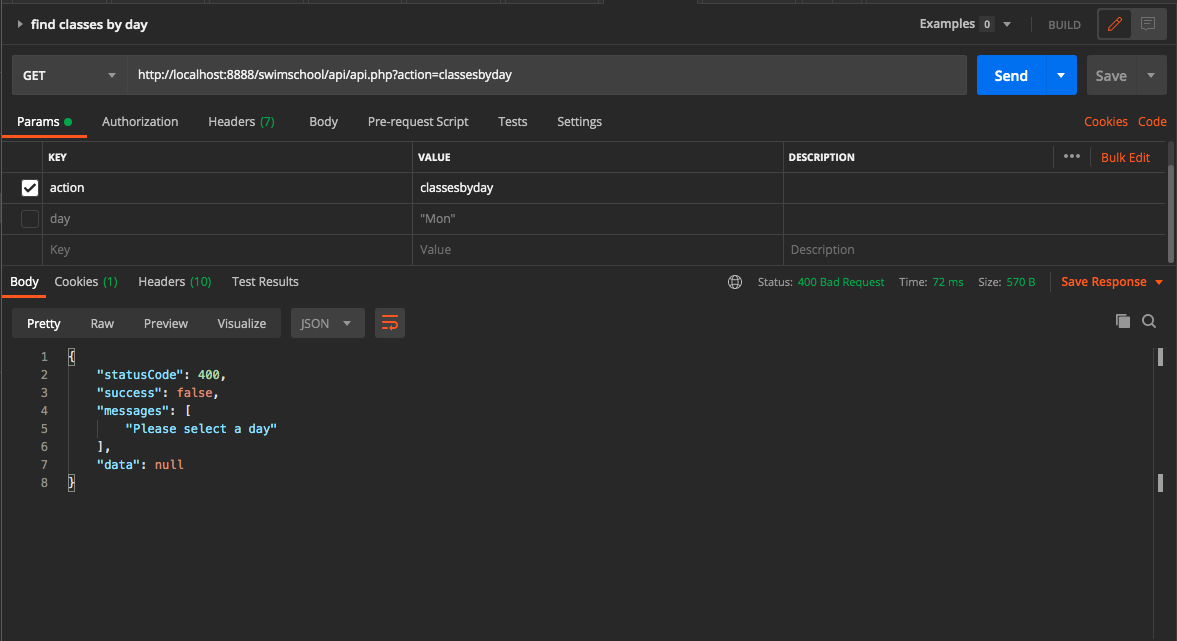 find classes by day
Examples 0
BUILD
GET http://localhost:8888/swimschool/api/api.php?action=classesbyday
Send
Save
Params Authorization Headers (7) Body Pre-request Script Tests Settings Cookies Code
KEY VALUE DESCRIPTION ••• Bulk Edit
action classesbyday
day "Mon"
Key Value Description
Body Cookies (1) Headers (10) Test Results Status: 400 Bad Request Time: 72 ms Size: 570 B Save Response
Pretty Raw Preview Visualize JSON
1 {
2 "statusCode": 400,
3 "success": false,
4 "messages": [
5 "Please select a day"
6 ],
7 "data": null
8 }